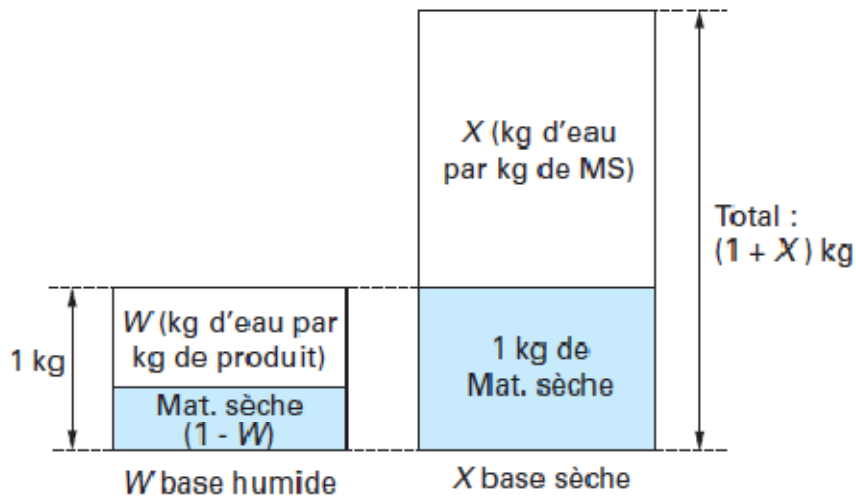 X (kg d'eau
par kg de MS)
Total :
(1 + X) kg
1 kg
W (kg d'eau par
kg de produit)
Mat. sèche
(1 - W)
1 kg de
Mat. sèche
W base humide
X base sèche